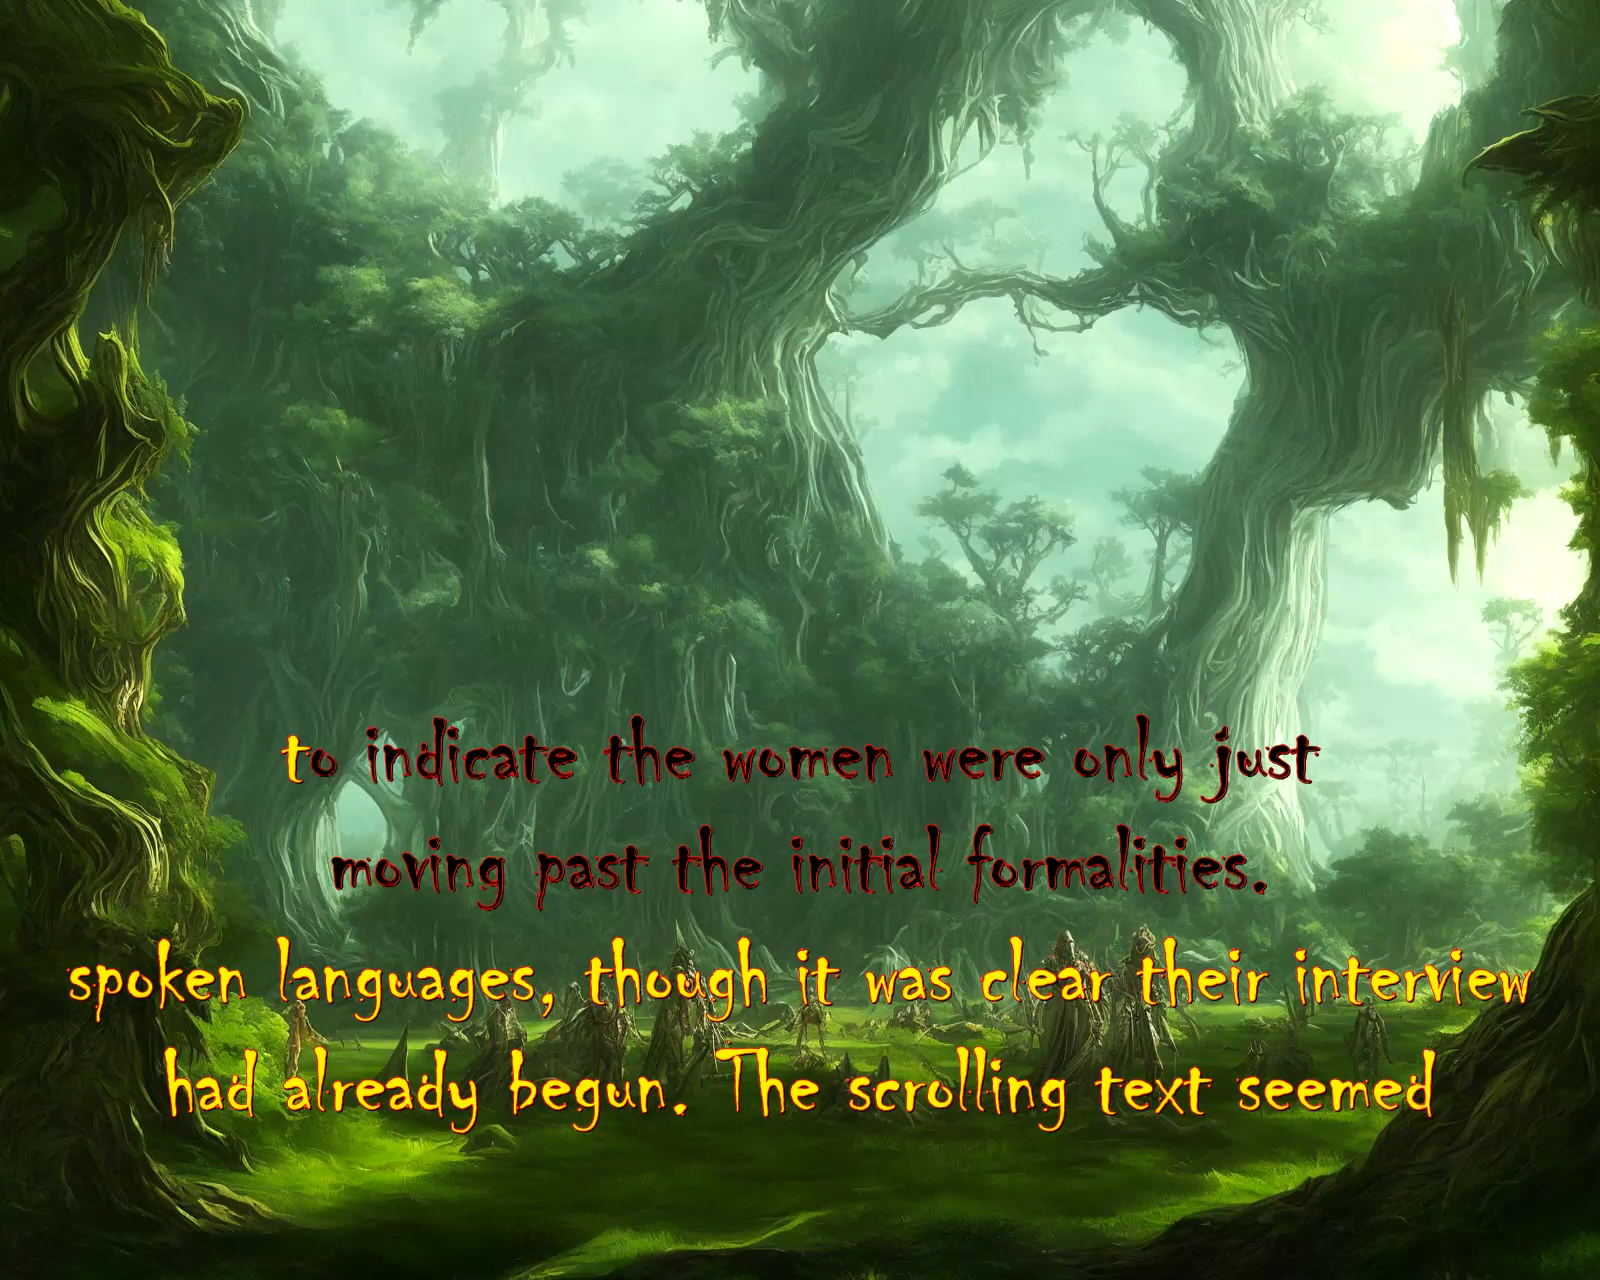 to indicate the women were only just
moving past the initial formalities.
spoken languages, though it was clear their interview
had already begun. The scrolling text seemed